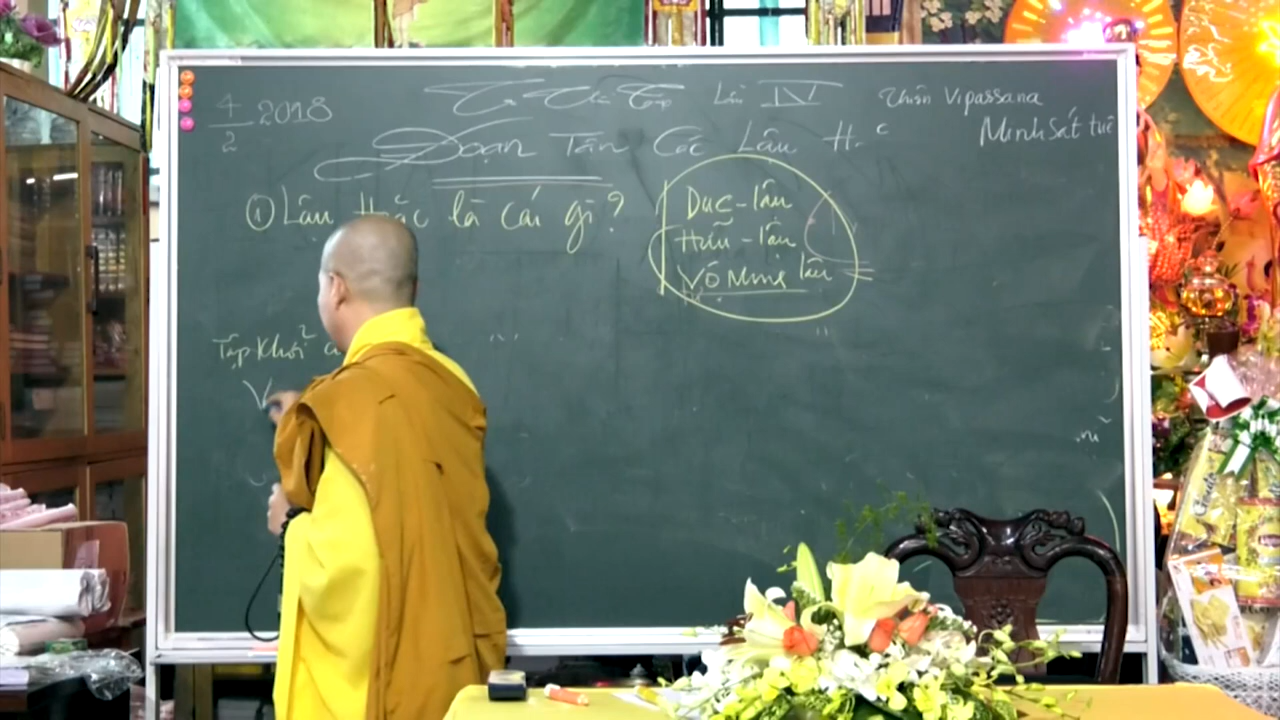 4/2 2018
Lần IV
Thiền Vipassana
Minh Sát tuệ
Đoạn Tận Các Lậu H.c
① Lậu hoặc là cái gì?
Dục-lậu
Hữu-lậu
Vô Minh lậu
Tập khởi